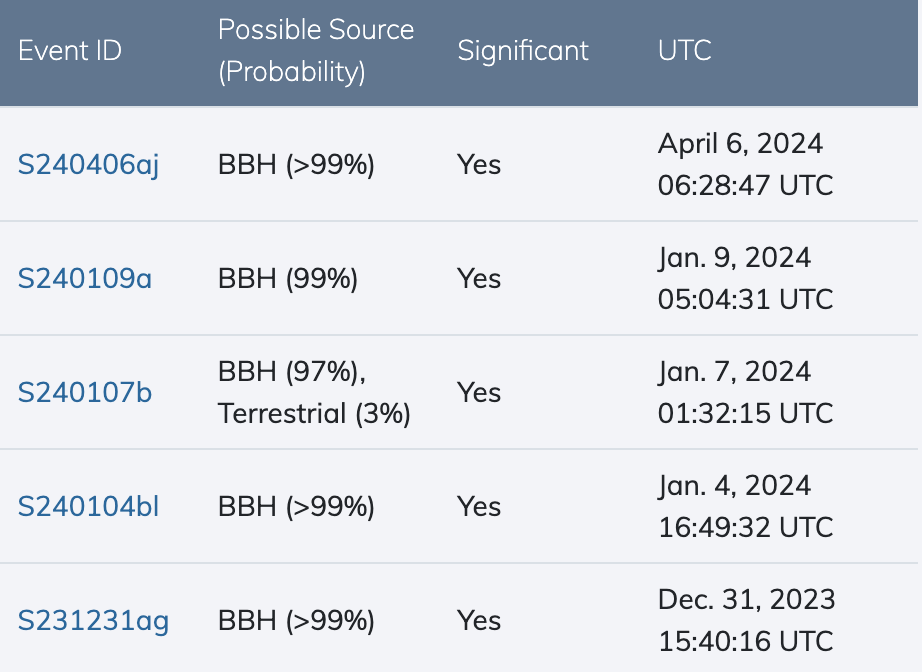 Event ID
Possible Source
(Probability)
Significant
UTC
S240406aj
BBH (>99%)
Yes
April 6, 2024
06:28:47 UTC
S240109a
BBH (99%)
Yes
Jan. 9, 2024
05:04:31 UTC
S240107b
BBH (97%),
Terrestrial (3%)
Yes
Jan. 7, 2024
01:32:15 UTC
S240104bl
BBH (>99%)
Yes
Jan. 4, 2024
16:49:32 UTC
S231231ag
BBH (>99%)
Yes
Dec. 31, 2023
15:40:16 UTC